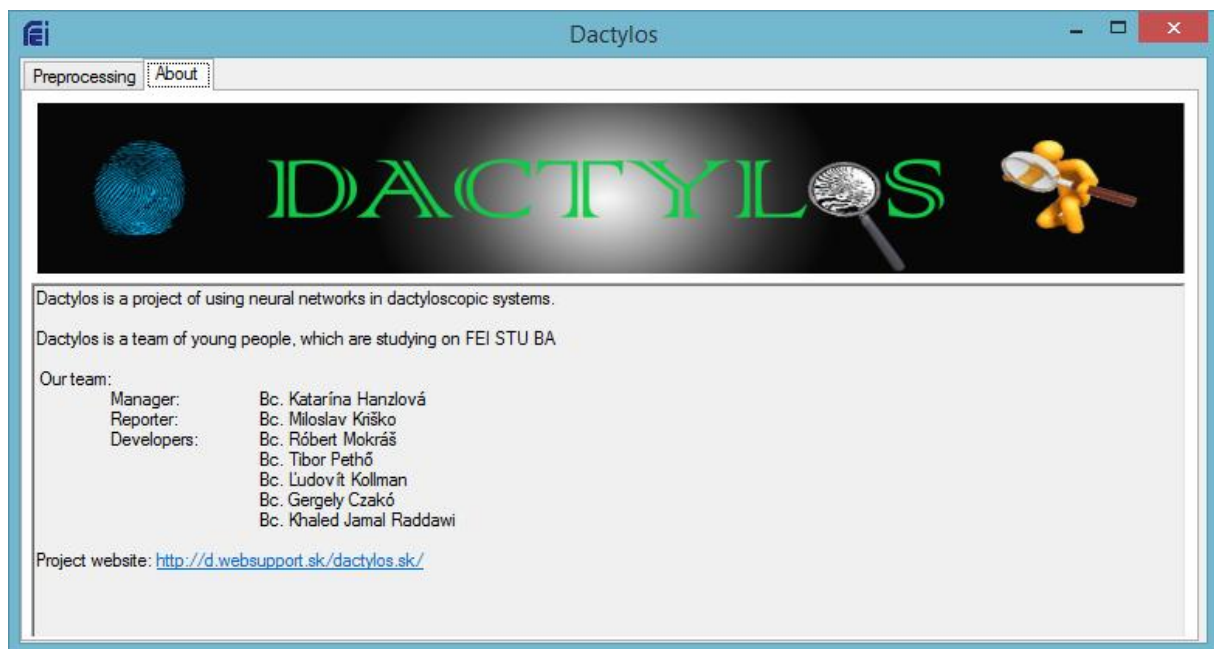 FEI
Dactylos
Preprocessing About
DACTYLOS
Dactylos is a project of using neural networks in dactyloscopic systems.
Dactylos is a team of young people, which are studying on FEI STU BA
Our team:
Manager: Bc. Katarína Hanzlová
Reporter: Bc. Miloslav Kriško
Developers: Bc. Róbert Mokráš
Bc. Tibor Pethő
Bc. Ľudovít Kollman
Bc. Gergely Czakó
Bc. Khaled Jamal Raddawi
Project website: http://d.websupport.sk/dactylos.sk/